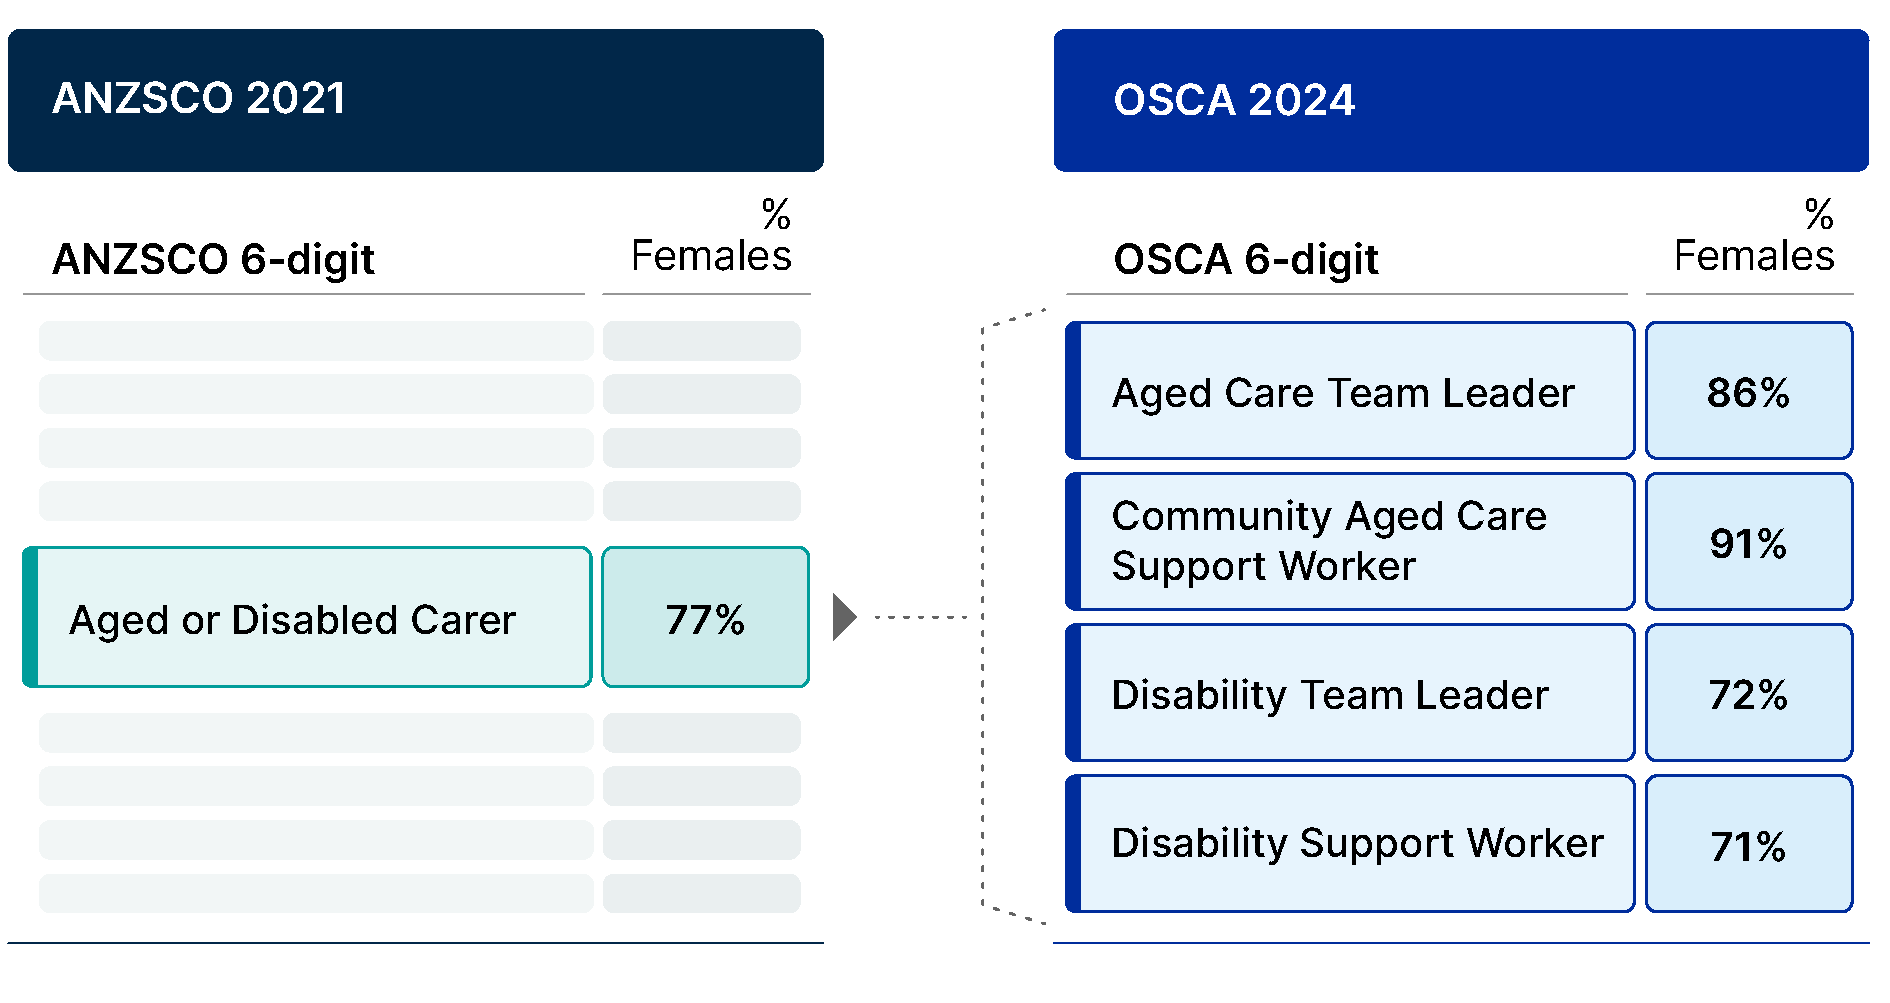 ANZSCO 2021
%
ANZSCO 6-digit Females
Aged or Disabled Carer 77%
OSCA 2024
%
OSCA 6-digit Females
Aged Care Team Leader 86%
Community Aged Care
Support Worker 91%
Disability Team Leader 72%
Disability Support Worker 71%